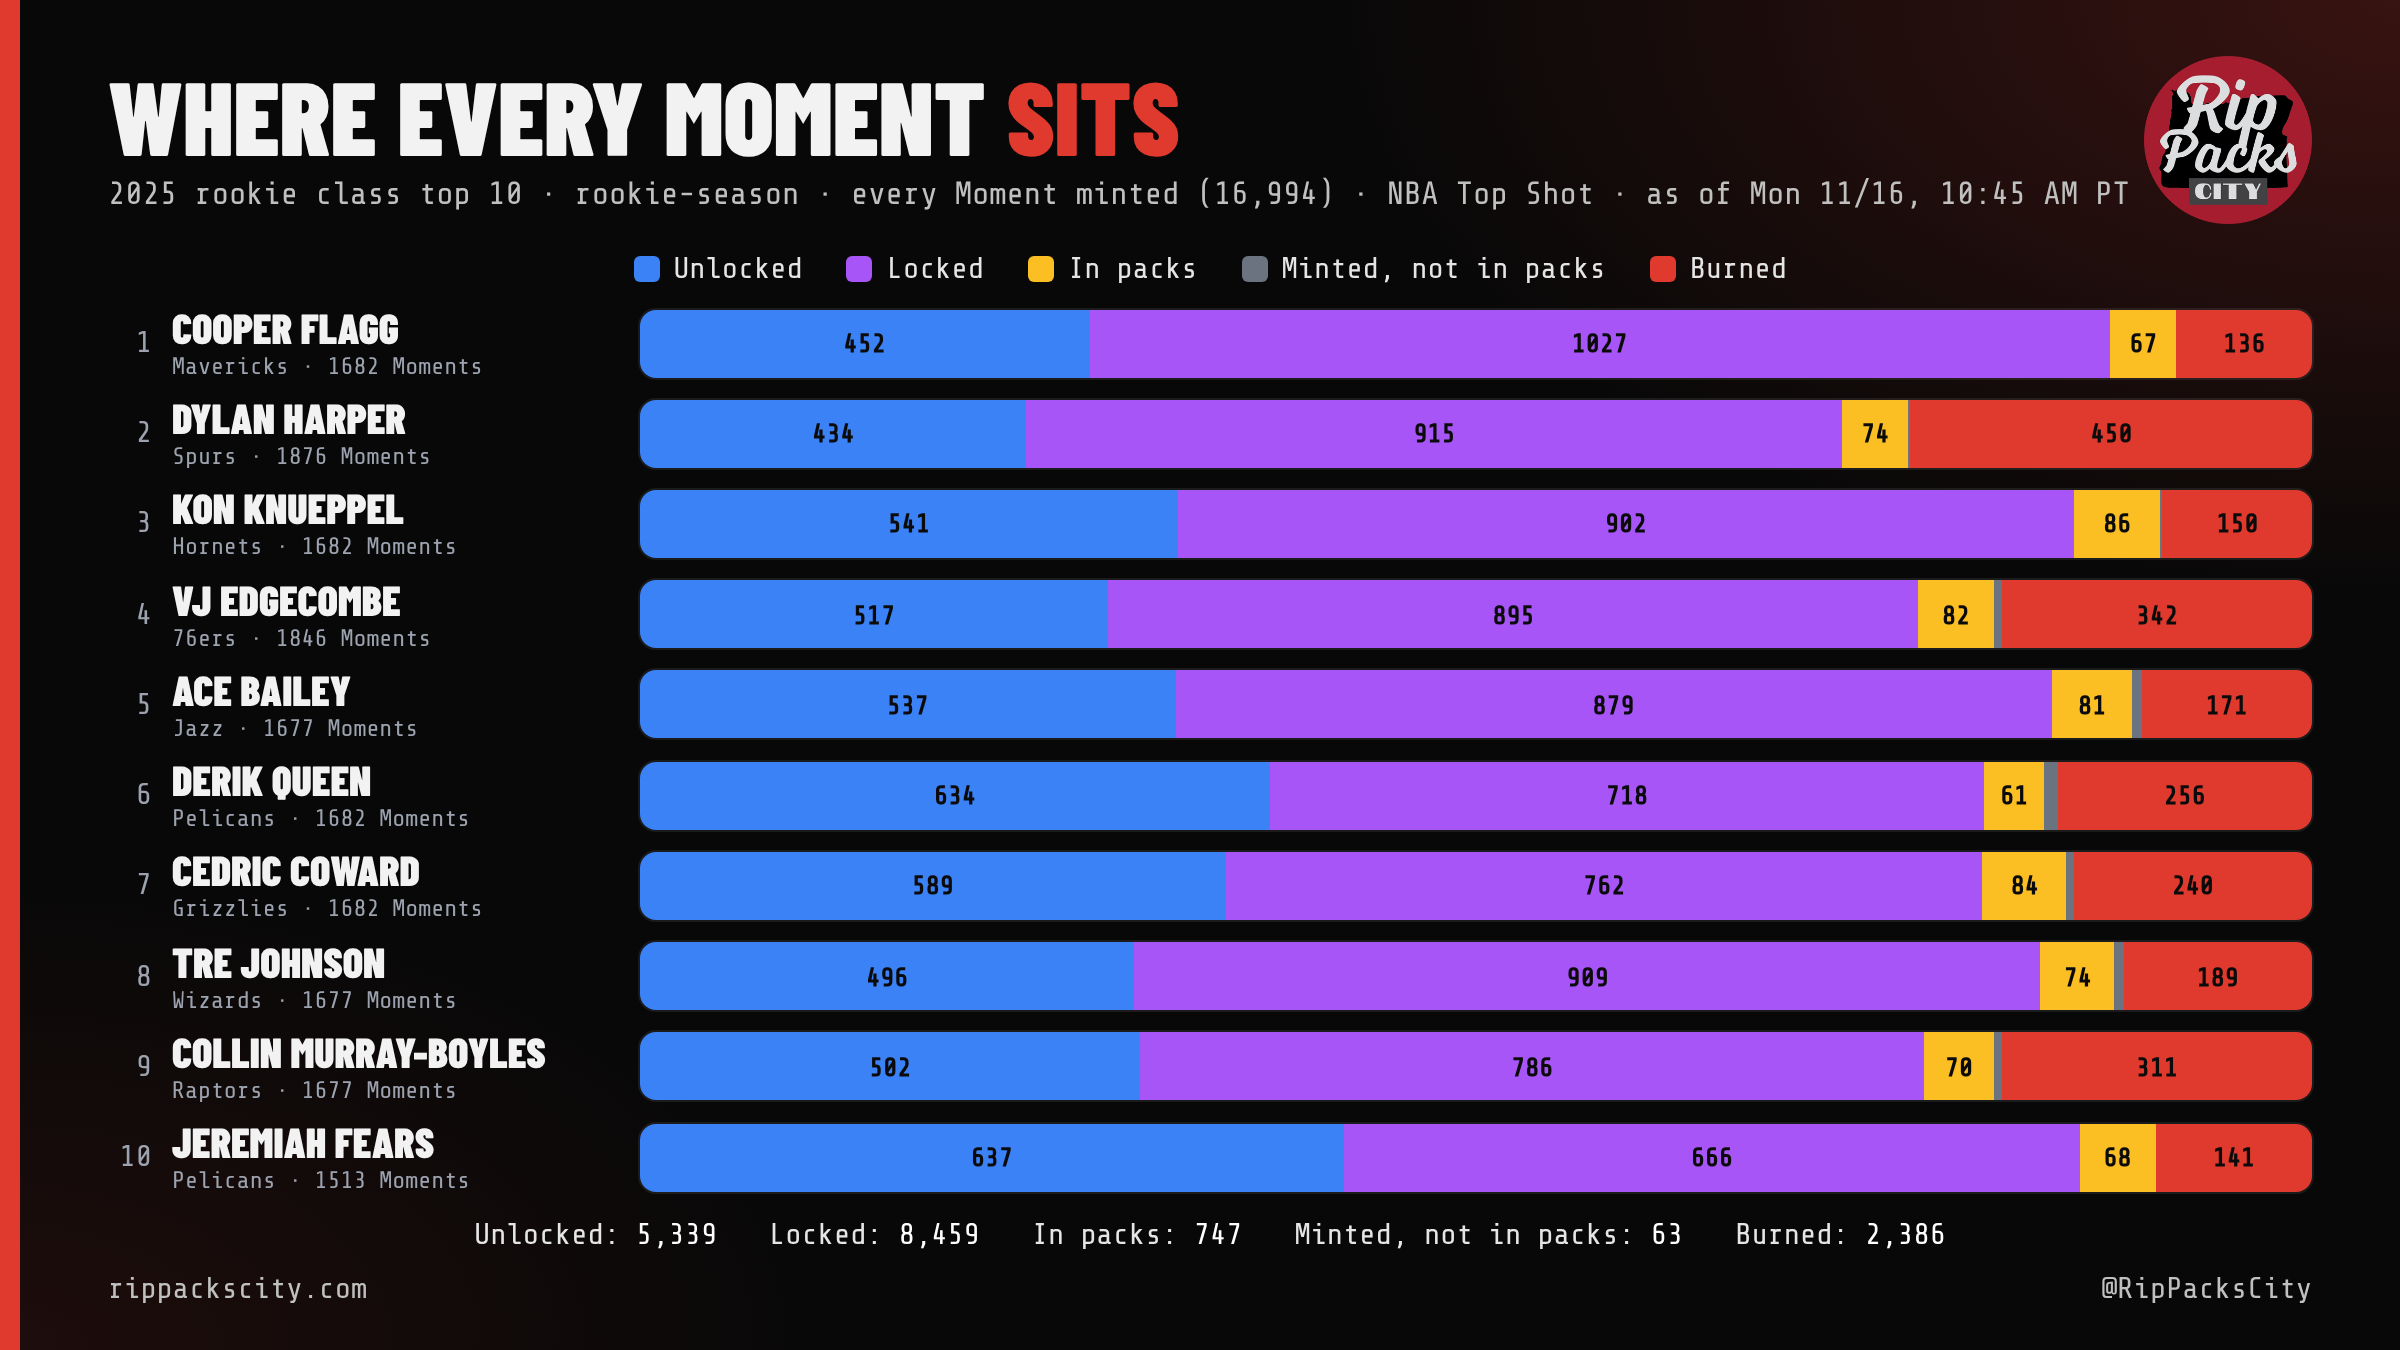 WHERE EVERY MOMENT SITS
2025 rookie class top 10 · rookie-season · every Moment minted (16,994) · NBA Top Shot · as of Mon 11/16, 10:45 AM PT
Rip
Packs
CITY
Unlocked Locked In packs Minted, not in packs Burned
1 COOPER FLAGG
Mavericks · 1682 Moments
452 1027 67 136
2 DYLAN HARPER
Spurs · 1876 Moments
434 915 74 450
3 KON KNUEPPEL
Hornets · 1682 Moments
541 902 86 150
4 VJ EDGECOMBE
76ers · 1846 Moments
517 895 82 342
5 ACE BAILEY
Jazz · 1677 Moments
537 879 81 171
6 DERIK QUEEN
Pelicans · 1682 Moments
634 718 61 256
7 CEDRIC COWARD
Grizzlies · 1682 Moments
589 762 84 240
8 TRE JOHNSON
Wizards · 1677 Moments
496 909 74 189
9 COLLIN MURRAY-BOYLES
Raptors · 1677 Moments
502 786 70 311
10 JEREMIAH FEARS
Pelicans · 1513 Moments
637 666 68 141
Unlocked: 5,339 Locked: 8,459 In packs: 747 Minted, not in packs: 63 Burned: 2,386
rippackscity.com
@RipPacksCity